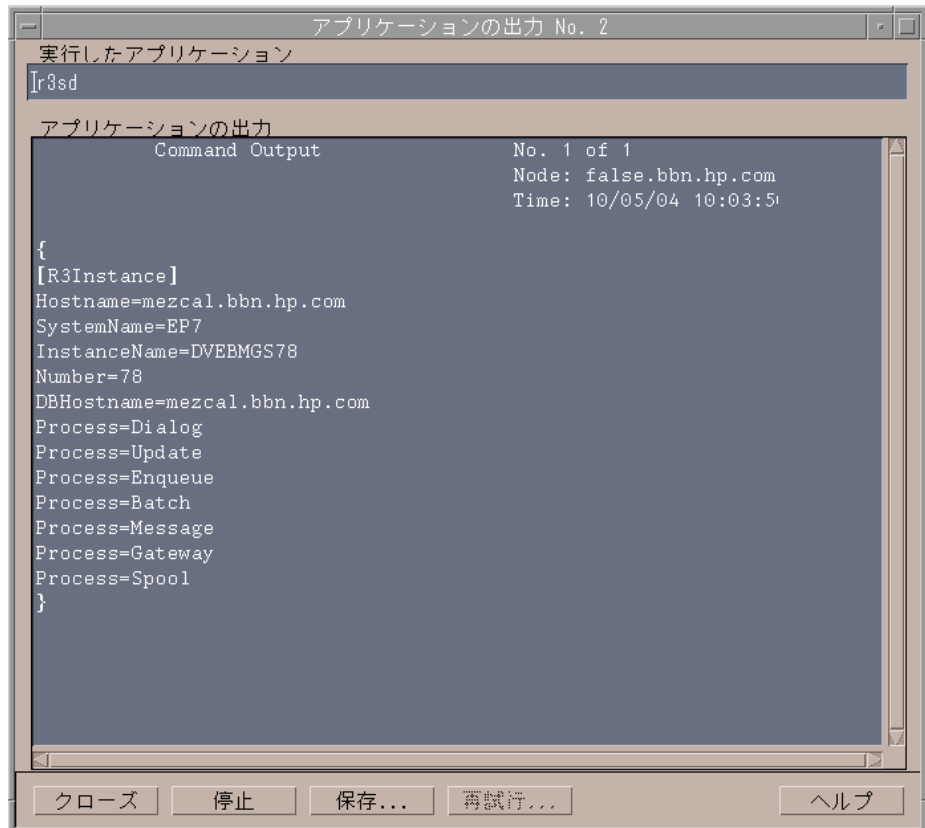 アプリケーションの出力 No. 2
実行したアプリケーション
r3sd
アプリケーションの出力
Command Output No. 1 of 1
Node: false.bbn.hp.com
Time: 10/05/04 10:03:5
{
[R3Instance]
Hostname=mezcal.bbn.hp.com
SystemName=EP7
InstanceName=DVEBMGS78
Number=78
DBHostname=mezcal.bbn.hp.com
Process=Dialog
Process=Update
Process=Enqueue
Process=Batch
Process=Message
Process=Gateway
Process=Spool
}
クローズ 停止 保存... 再試行... ヘルプ